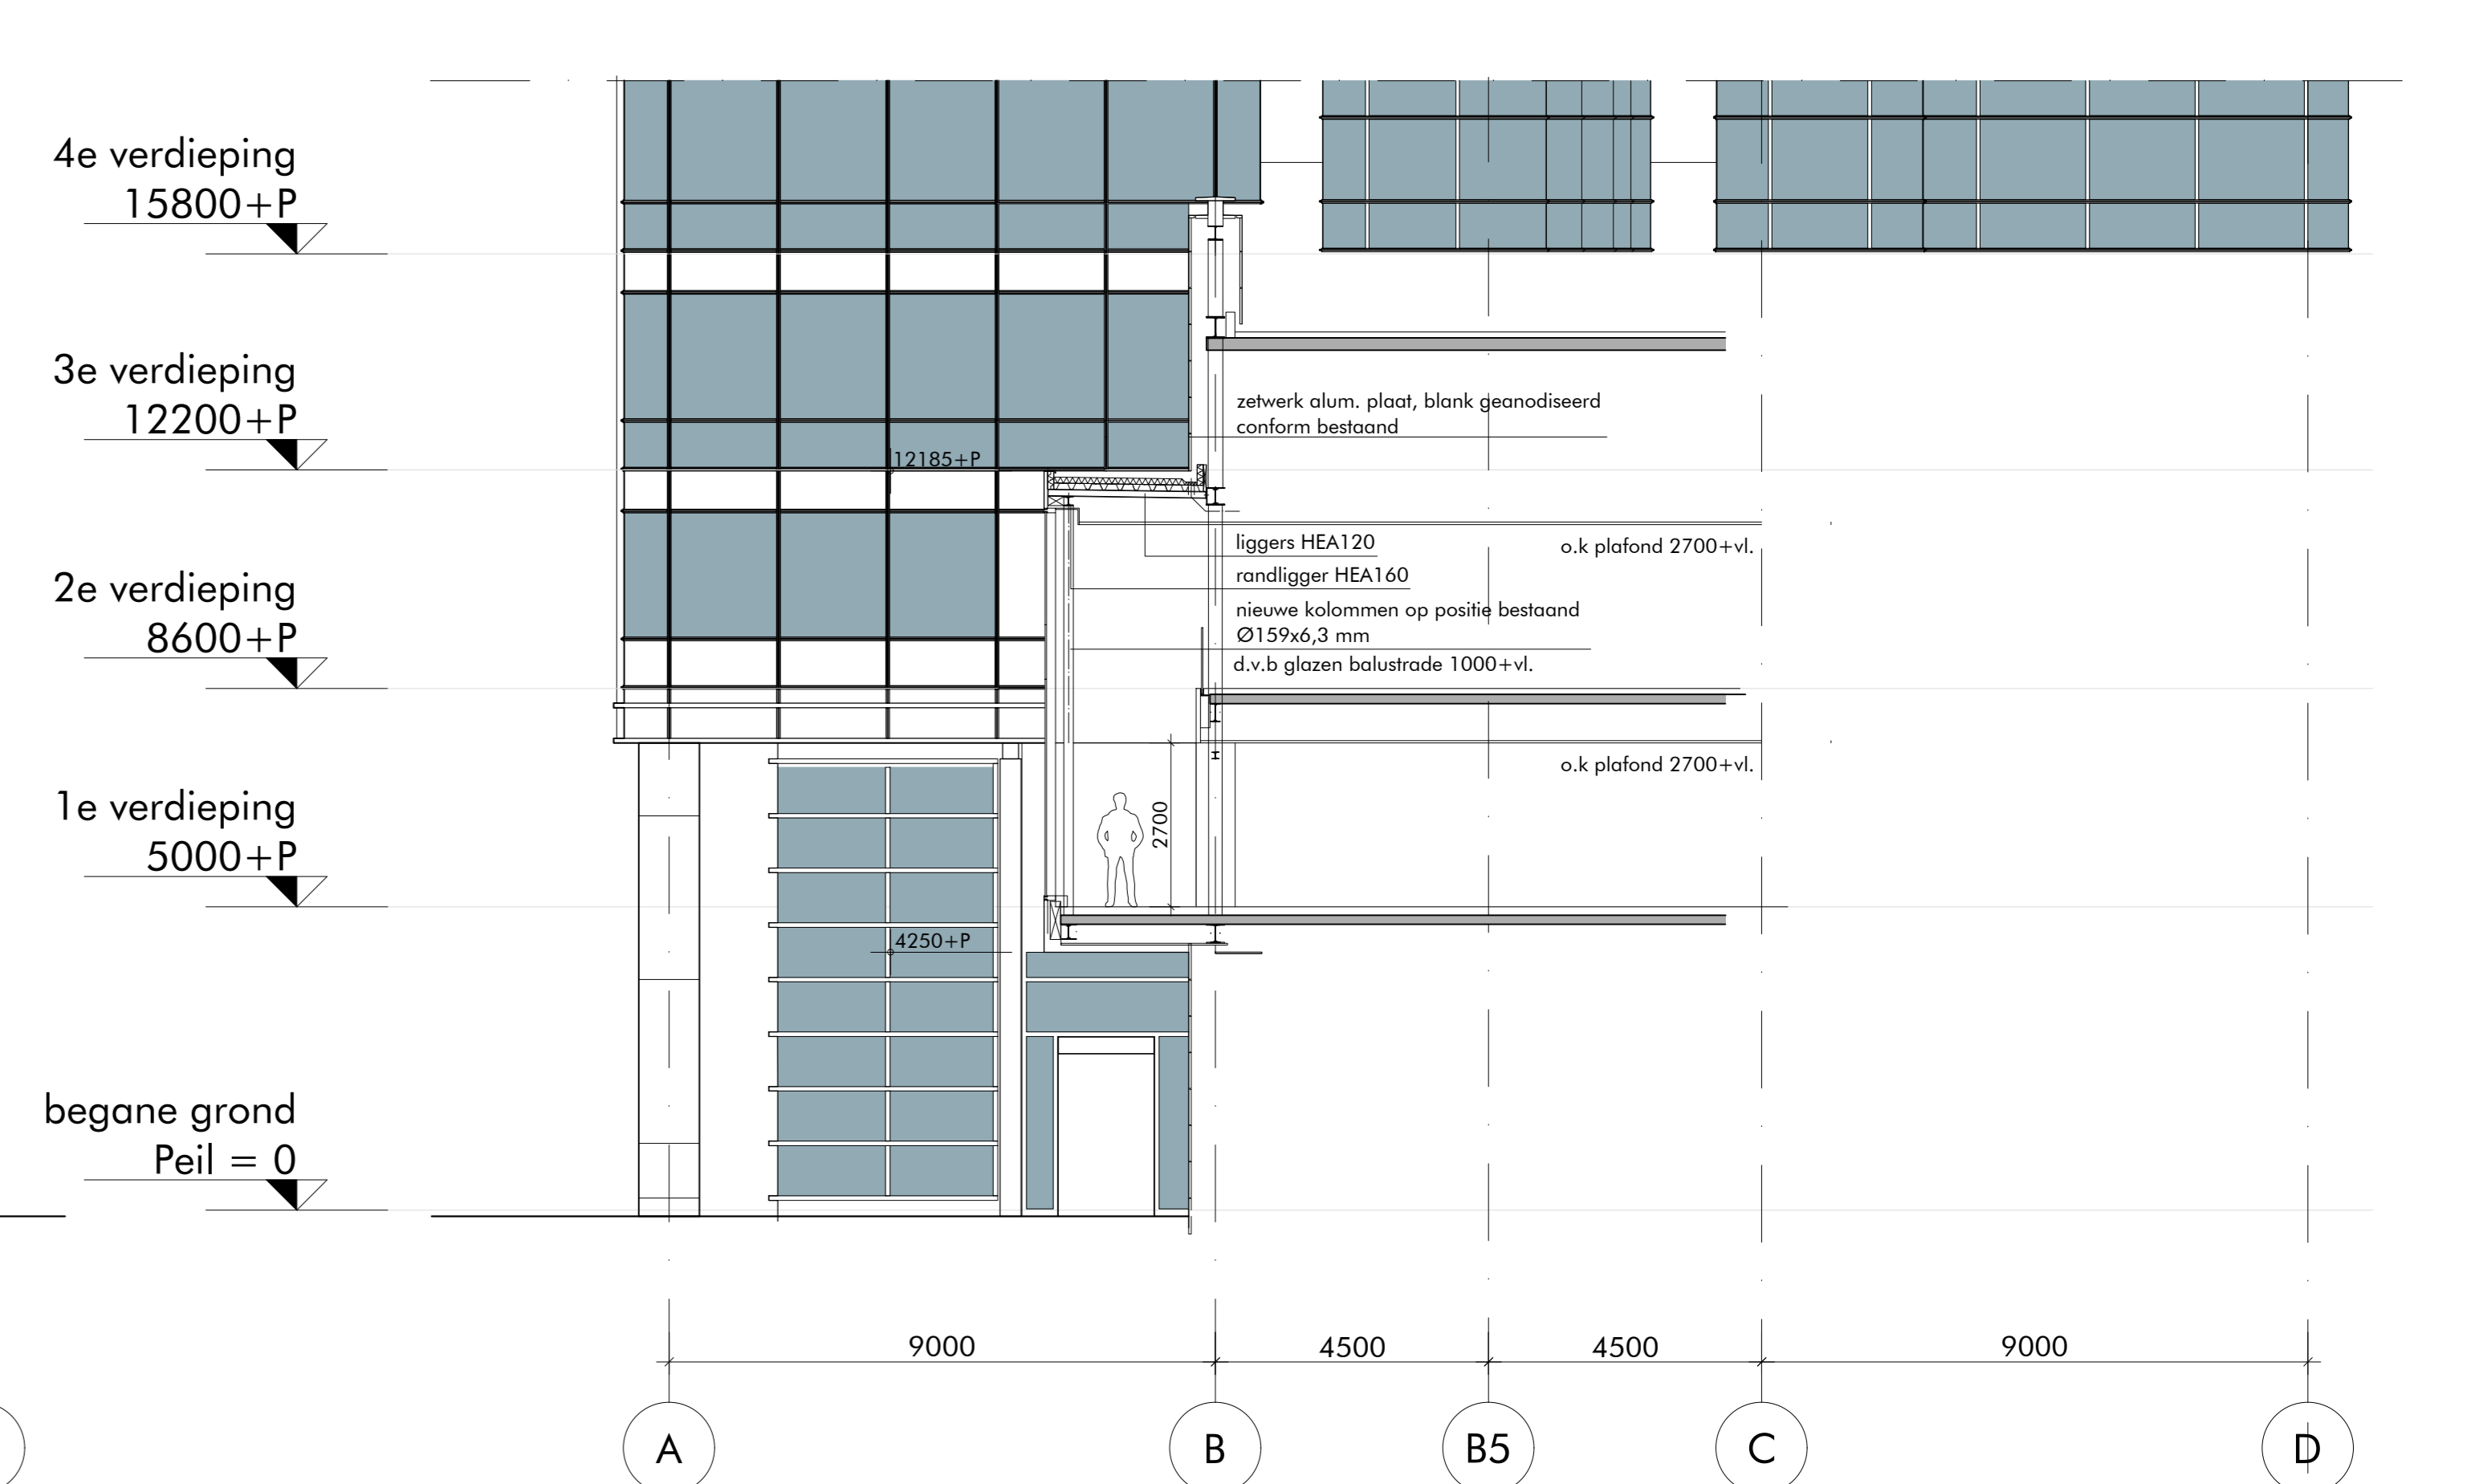 4e verdieping
15800+P
3e verdieping
12200+P
zetwerk alum. plaat, blank geanodiseerd
conform bestaand
12185+P
liggers HEA120
o.k plafond 2700+vl.
randligger HEA160
2e verdieping
8600+P
nieuwe kolommen op positie bestaand
Ø159x6,3 mm
d.v.b glazen balustrade 1000+vl.
o.k plafond 2700+vl.
1e verdieping
5000+P
2700
4250+P
begane grond
Peil = 0
9000
4500
4500
9000
A
B
B5
C
D